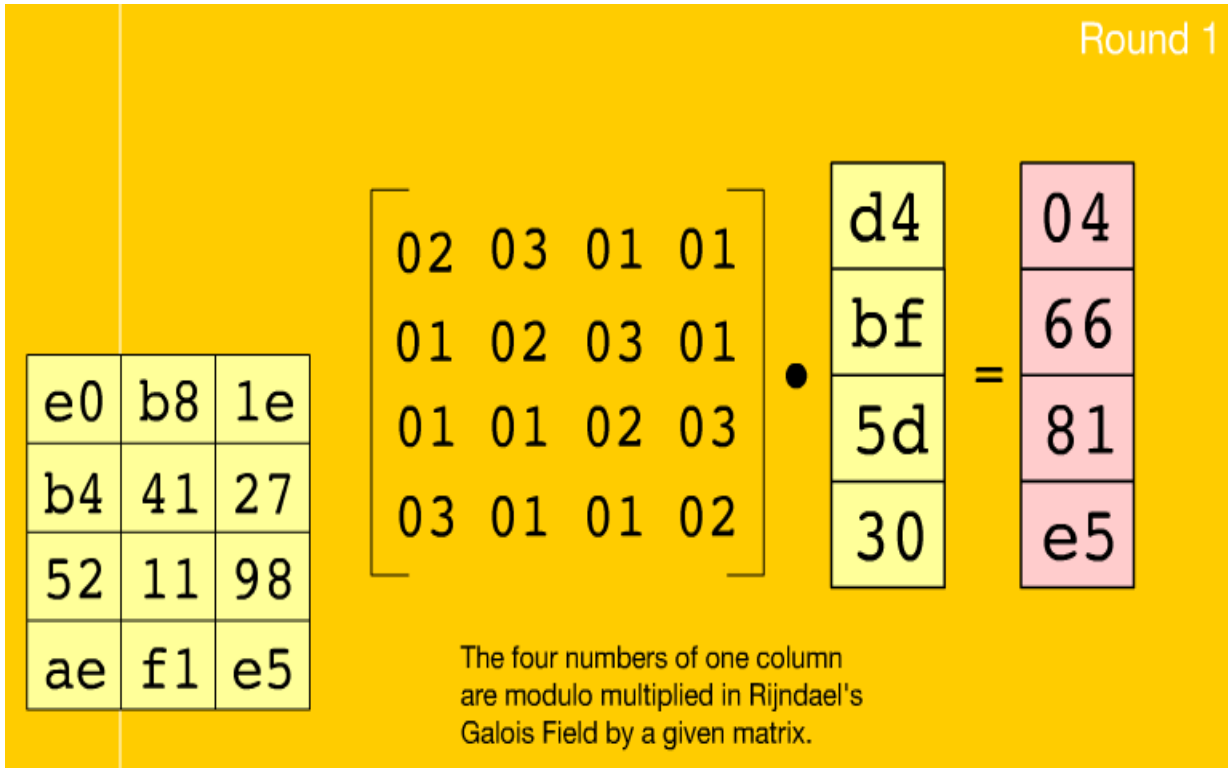 Round 1
02 03 01 01
01 02 03 01
01 01 02 03
03 01 01 02
•
d4
bf
5d
30
=
04
66
81
e5
e0 b8 1e
b4 41 27
52 11 98
ae f1 e5
The four numbers of one column
are modulo multiplied in Rijndael's
Galois Field by a given matrix.